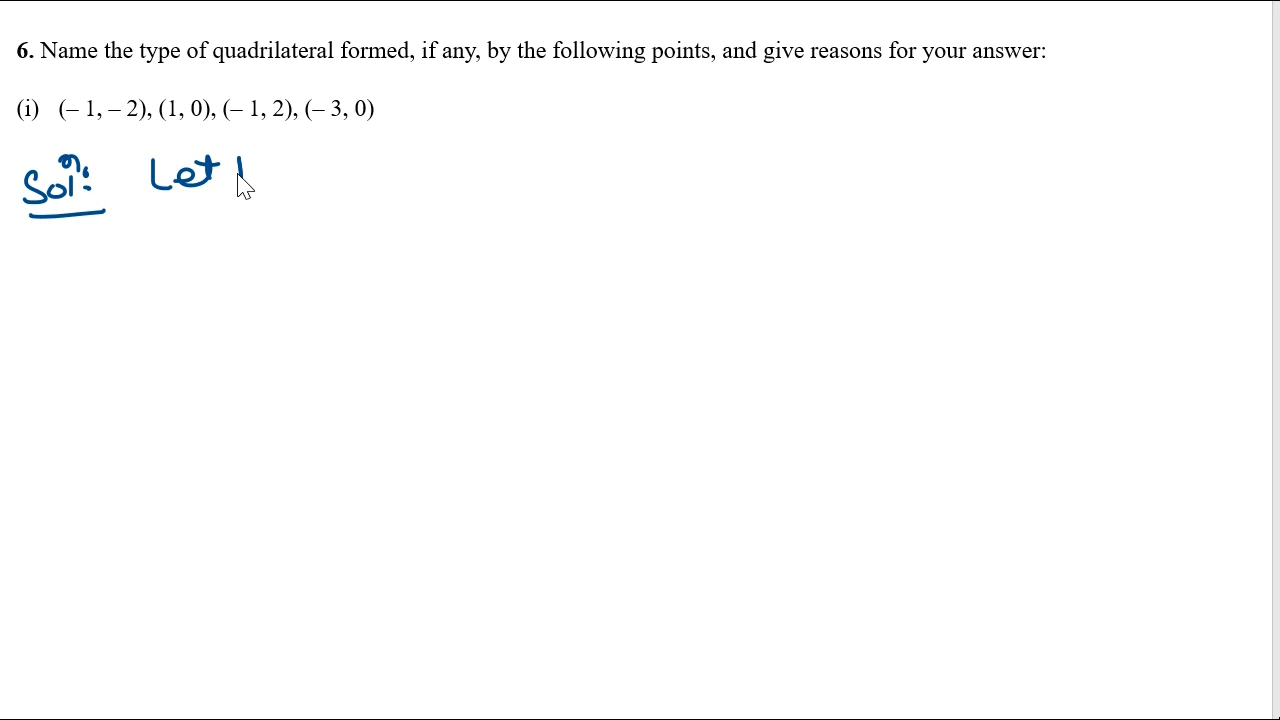 6. Name the type of quadrilateral formed, if any, by the following points, and give reasons for your answer:
(i) (– 1, – 2), (1, 0), (– 1, 2), (– 3, 0)
Solⁿ: Let